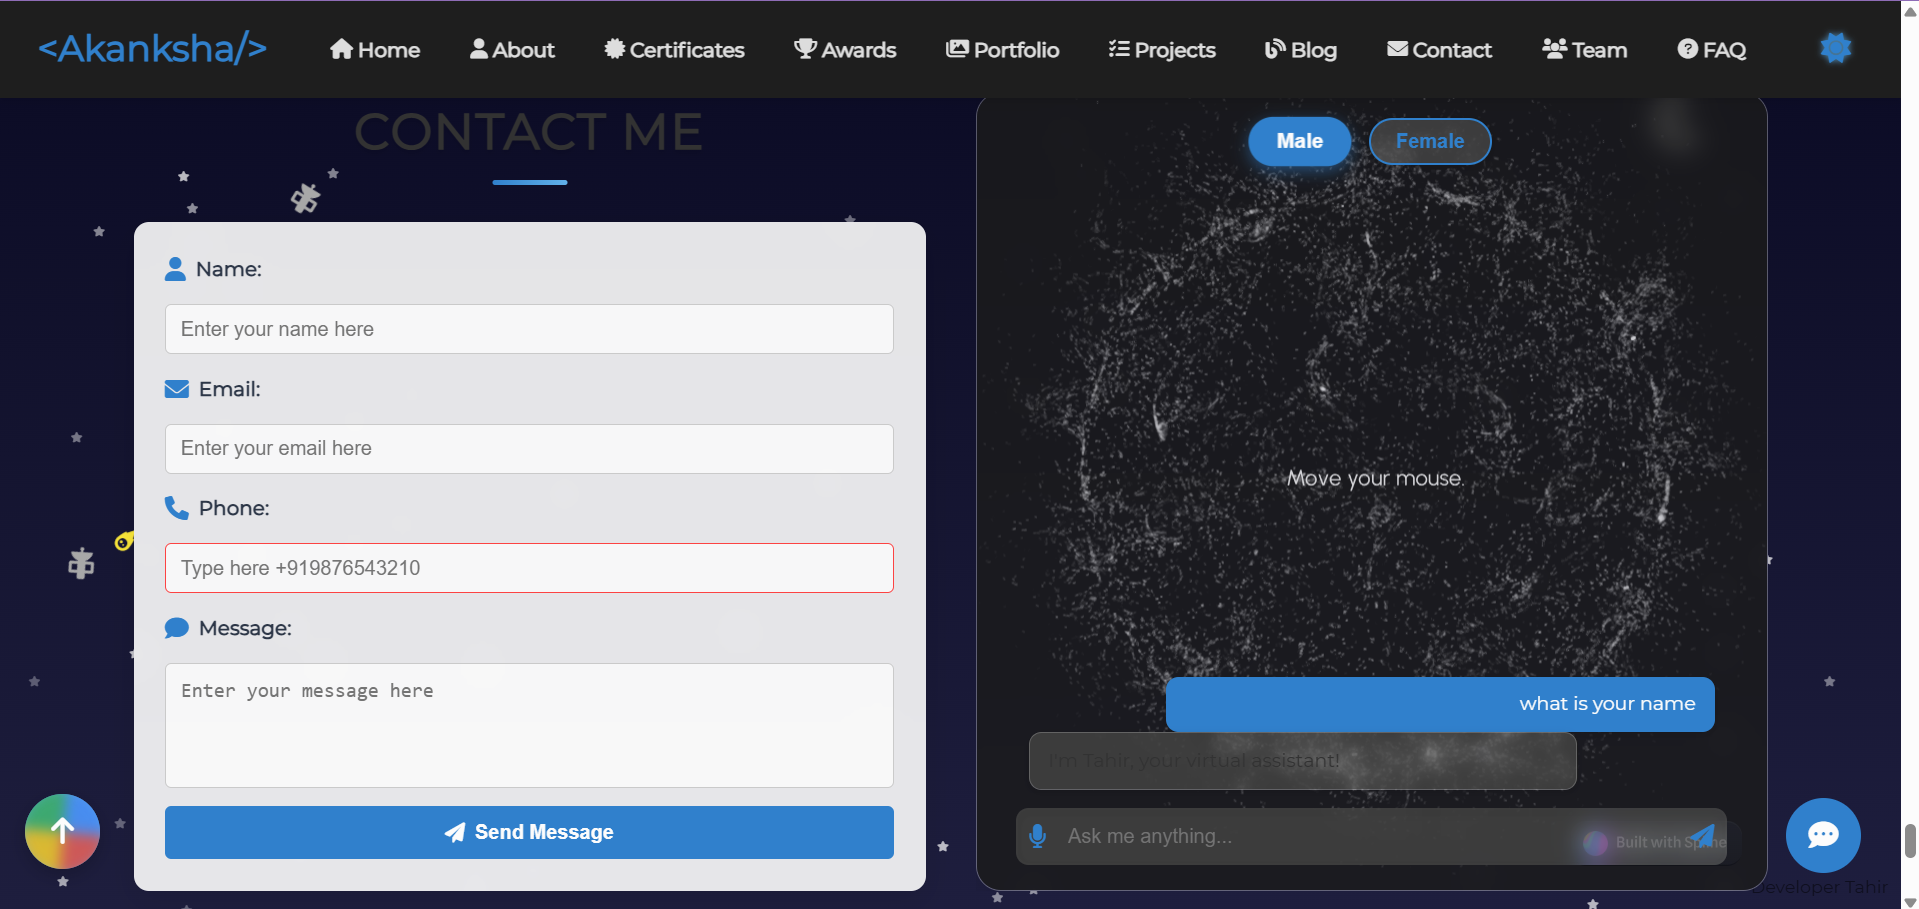 <Akanksha/>
Home
About
Certificates
Awards
Portfolio
Projects
Blog
Contact
Team
FAQ
CONTACT ME
Name:
Enter your name here
Email:
Enter your email here
Phone:
Type here +919876543210
Message:
Enter your message here
Send Message
Male
Female
Move your mouse.
what is your name
I'm Tahir, your virtual assistant!
Ask me anything...
Built with Spline
Developer Tahir